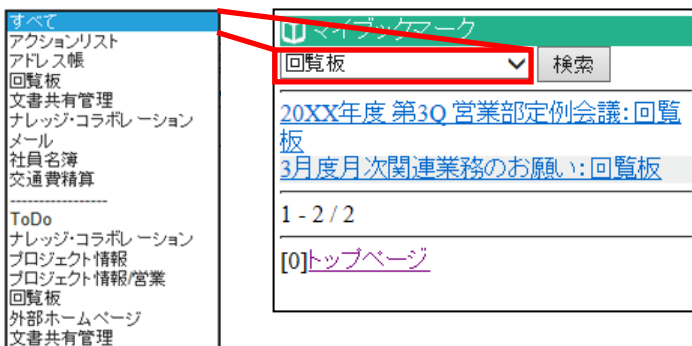 すべて
アクションリスト
アドレス帳
回覧板
文書共有管理
ナレッジ・コラボレーション
メール
社員名簿
交通費精算
-----------------
ToDo
ナレッジ・コラボレーション
プロジェクト情報
プロジェクト情報/営業
回覧板
外部ホームページ
文書共有管理
マイブックマーク
回覧板
検索
20XX年度 第3Q 営業部定例会議: 回覧
板
3月度月次関連業務のお願い: 回覧板
1 - 2 / 2
[0]トップページ